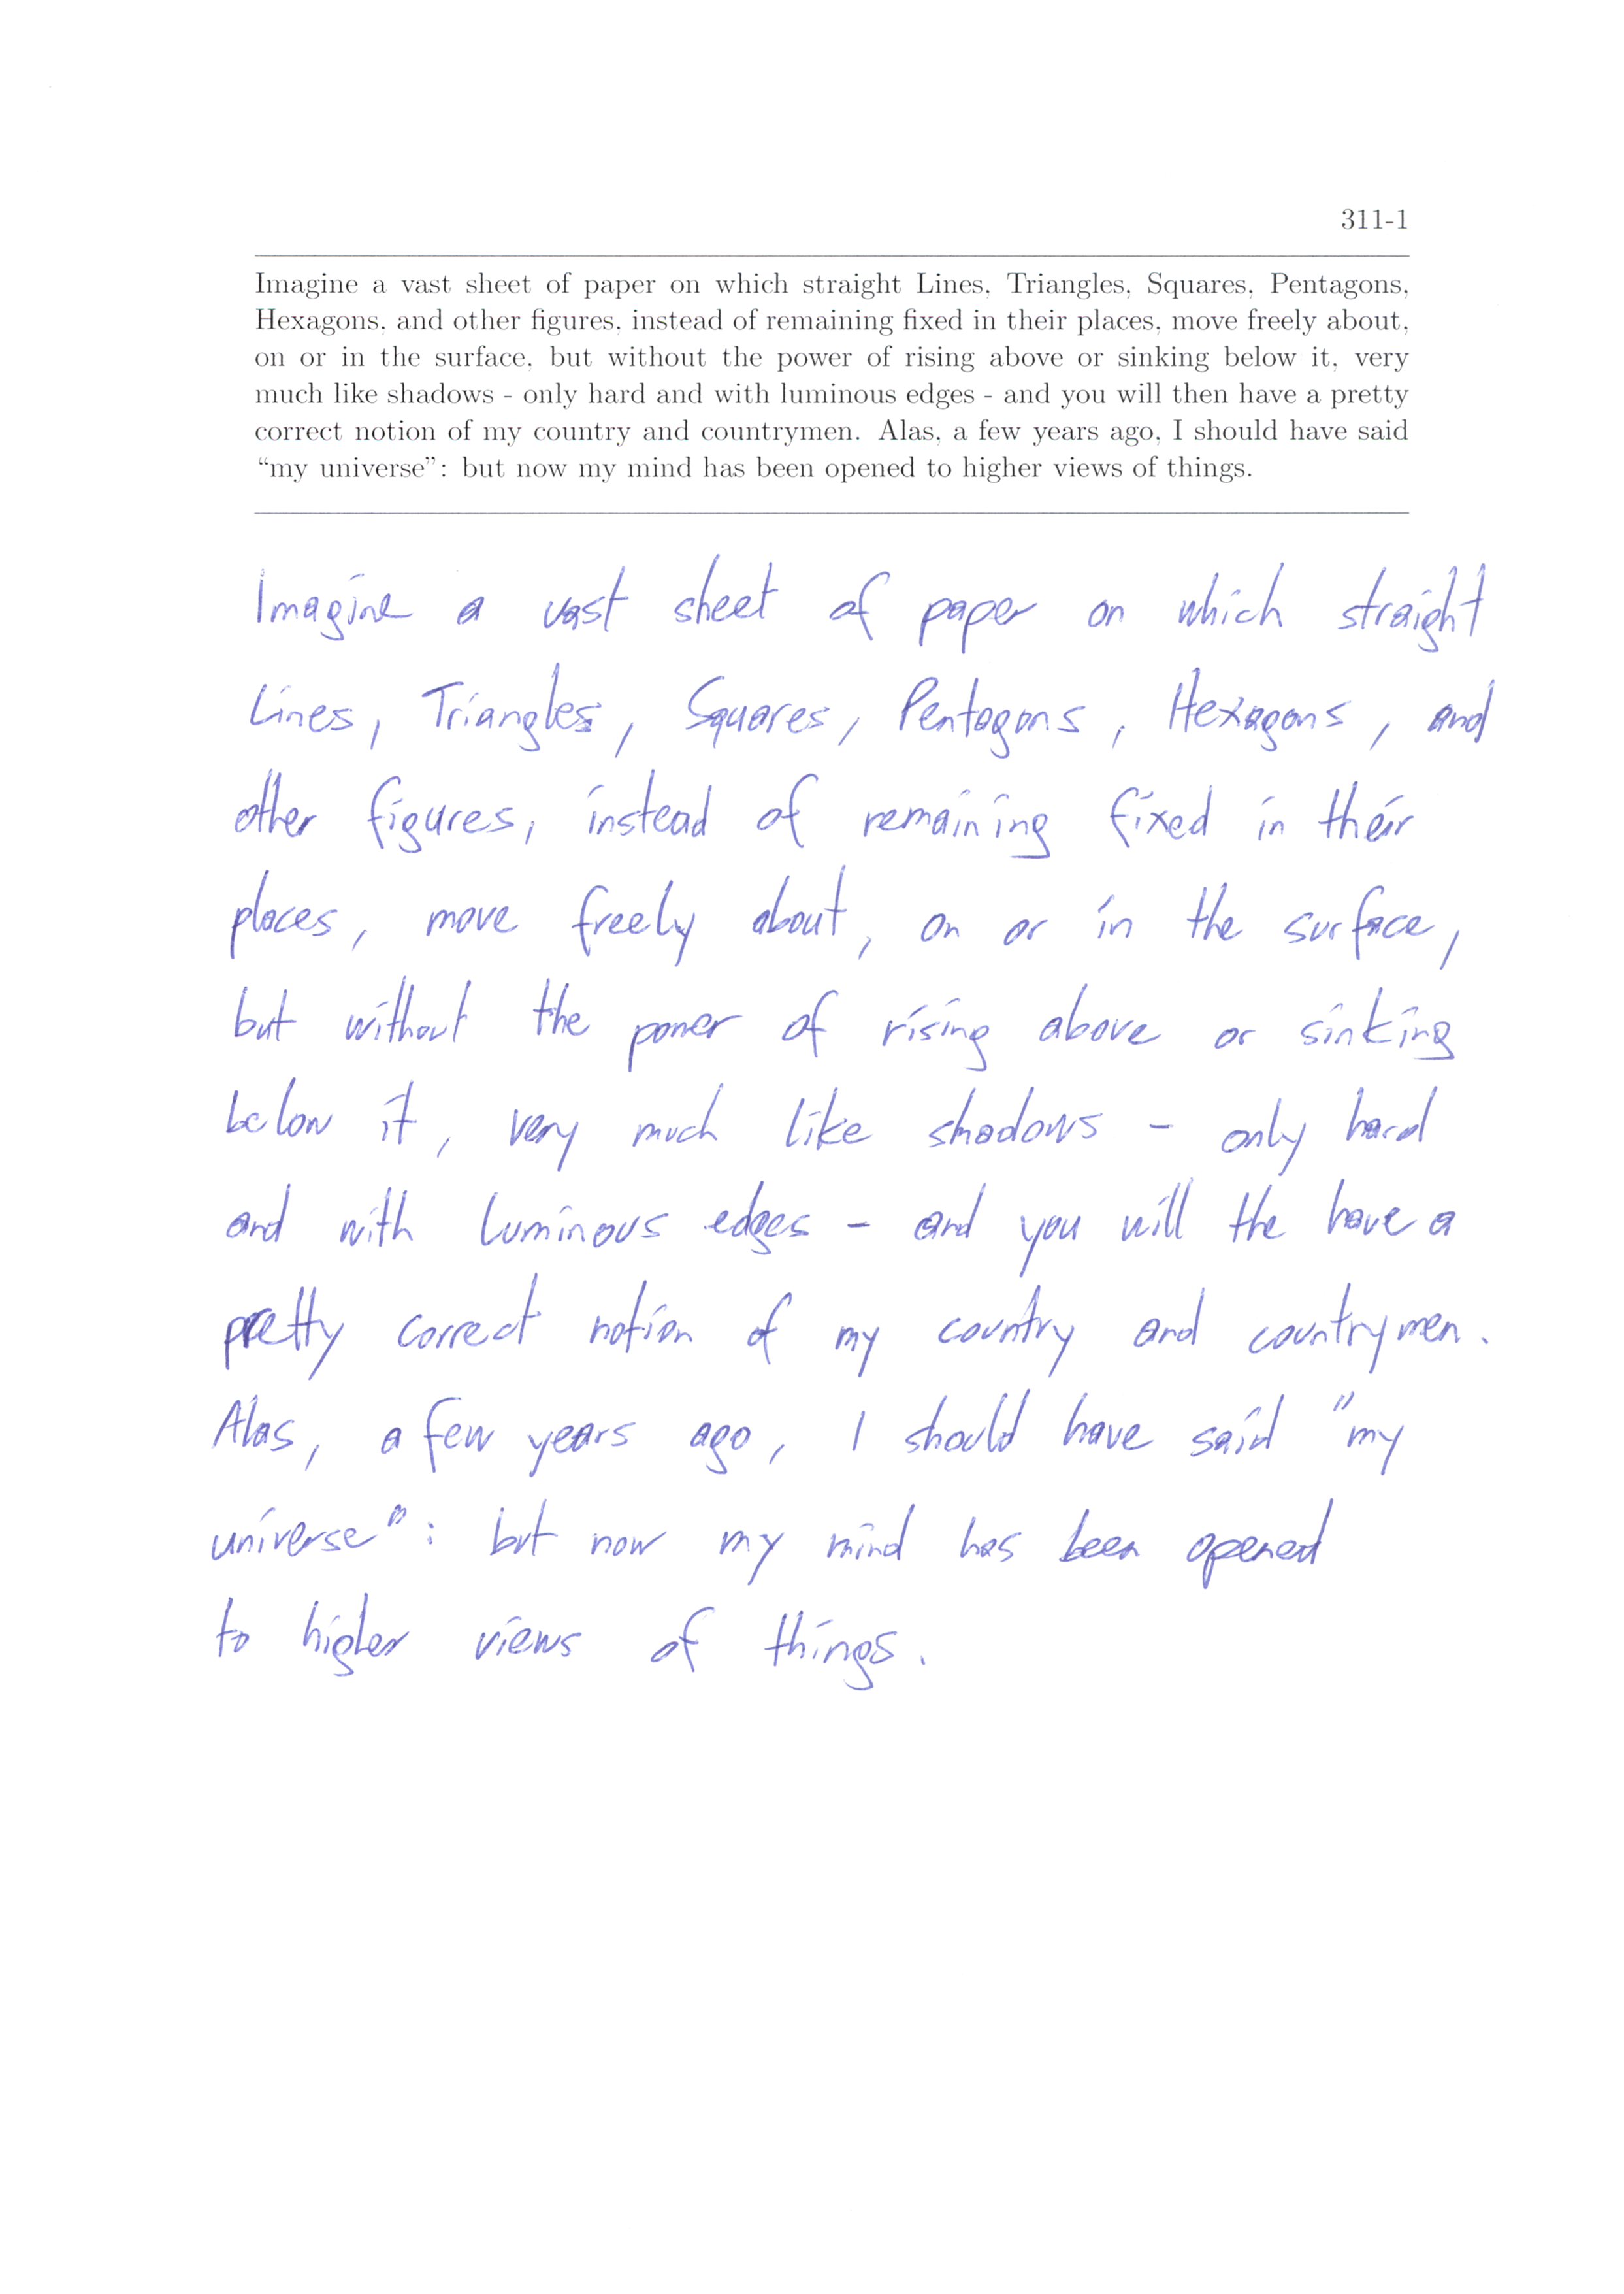 311-1
Imagine a vast sheet of paper on which straight Lines, Triangles, Squares, Pentagons,
Hexagons, and other figures, instead of remaining fixed in their places, move freely about,
on or in the surface, but without the power of rising above or sinking below it, very
much like shadows - only hard and with luminous edges - and you will then have a pretty
correct notion of my country and countrymen. Alas, a few years ago, I should have said
“my universe”: but now my mind has been opened to higher views of things.
Imagine a vast sheet of paper on which straight
Lines, Triangles, Squares, Pentagons, Hexagons, and
other figures, instead of remaining fixed in their
places, move freely about, on or in the surface,
but without the power of rising above or sinking
below it, very much like shadows - only hard
and with luminous edges - and you will the have a
pretty correct notion of my country and countrymen.
Alas, a few years ago, I should have said "my
universe": but now my mind has been opened
to higher views of things.